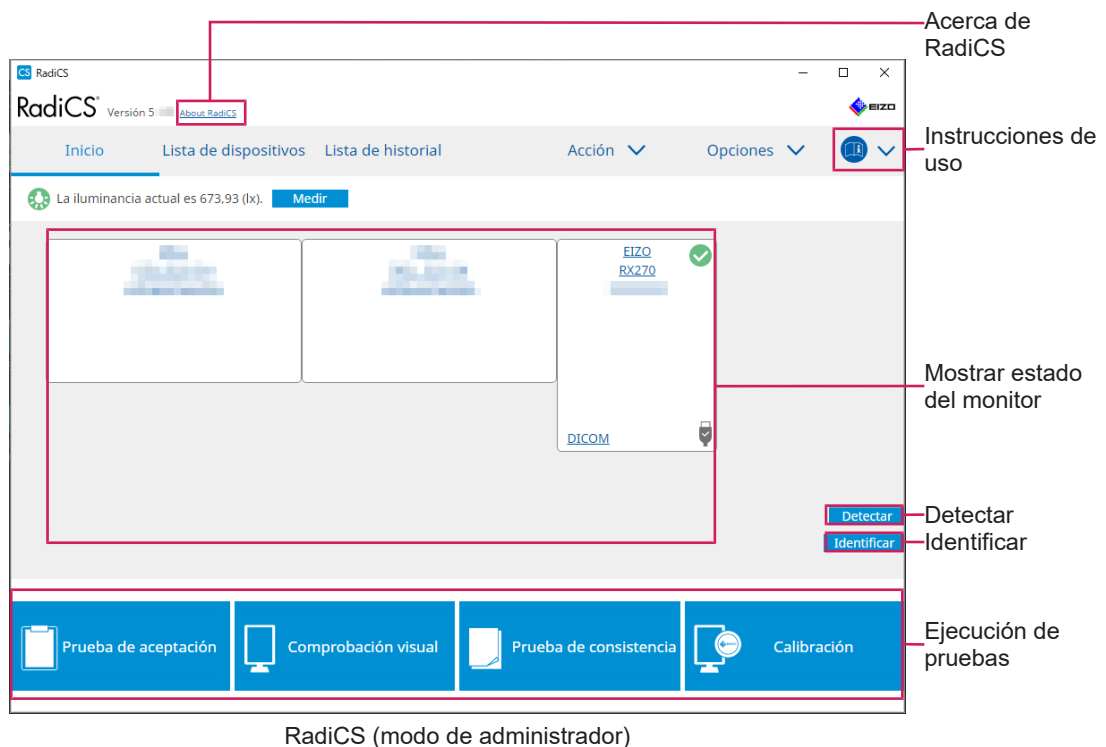 Acerca de
RadiCS
CS RadiCS
RadiCS® Versión 5 About RadiCS
EIZO
Inicio Lista de dispositivos Lista de historial Acción Opciones
Instrucciones de
uso
La iluminancia actual es 673,93 (lx). Medir
EIZO
RX270
Mostrar estado
del monitor
DICOM
Detectar
Detectar
Identificar
Identificar
Prueba de aceptación Comprobación visual Prueba de consistencia Calibración
Ejecución de
pruebas
RadiCS (modo de administrador)